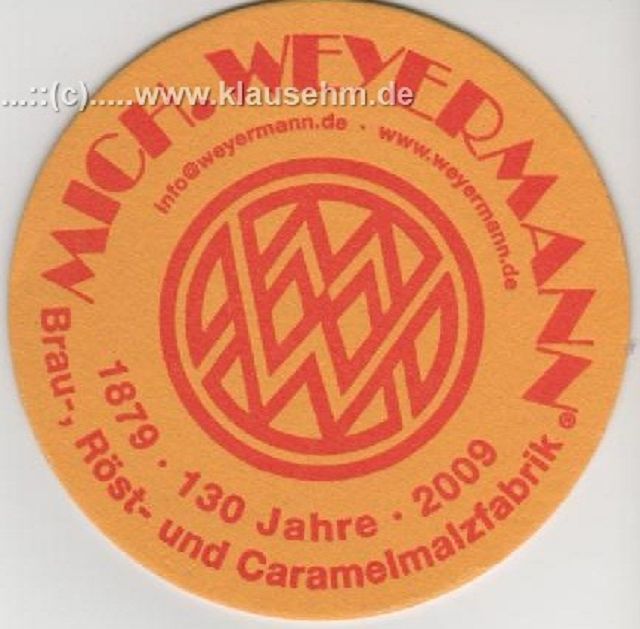 MICH. WEYERMANN®
...::(c).....www.klausehm.de
Info@weyermann.de · www.weyermann.de
1879 · 130 Jahre · 2009
Brau-, Röst- und Caramelmalzfabrik